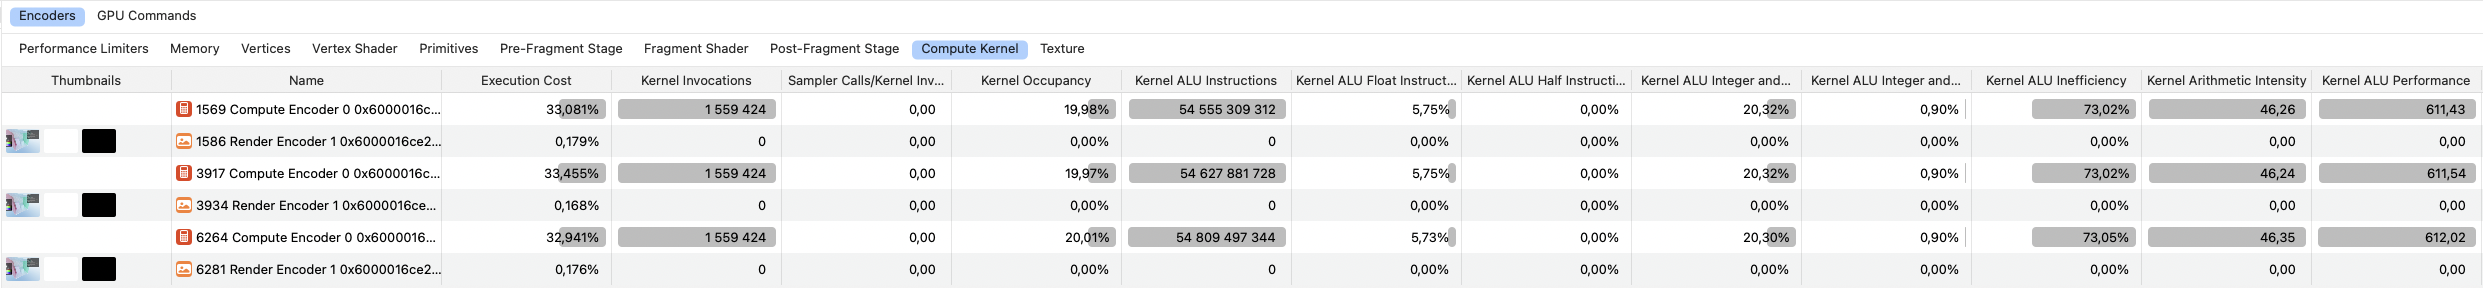 Encoders GPU Commands
Performance Limiters Memory Vertices Vertex Shader Primitives Pre-Fragment Stage Fragment Shader Post-Fragment Stage Compute Kernel Texture
Thumbnails Name Execution Cost Kernel Invocations Sampler Calls/Kernel Inv... Kernel Occupancy Kernel ALU Instructions Kernel ALU Float Instruct... Kernel ALU Half Instructi... Kernel ALU Integer and... Kernel ALU Integer and... Kernel ALU Inefficiency Kernel Arithmetic Intensity Kernel ALU Performance
1569 Compute Encoder 0 0x6000016c... 33,081% 1 559 424 0,00 19,98% 54 555 309 312 5,75% 0,00% 20,32% 0,90% 73,02% 46,26 611,43
1586 Render Encoder 1 0x6000016ce2... 0,179% 0 0,00 0,00% 0 0,00% 0,00% 0,00% 0,00% 0,00% 0,00 0,00
3917 Compute Encoder 0 0x6000016c... 33,455% 1 559 424 0,00 19,97% 54 627 881 728 5,75% 0,00% 20,32% 0,90% 73,02% 46,24 611,54
3934 Render Encoder 1 0x6000016ce... 0,168% 0 0,00 0,00% 0 0,00% 0,00% 0,00% 0,00% 0,00% 0,00 0,00
6264 Compute Encoder 0 0x6000016... 32,941% 1 559 424 0,00 20,01% 54 809 497 344 5,73% 0,00% 20,30% 0,90% 73,05% 46,35 612,02
6281 Render Encoder 1 0x6000016ce2... 0,176% 0 0,00 0,00% 0 0,00% 0,00% 0,00% 0,00% 0,00% 0,00 0,00